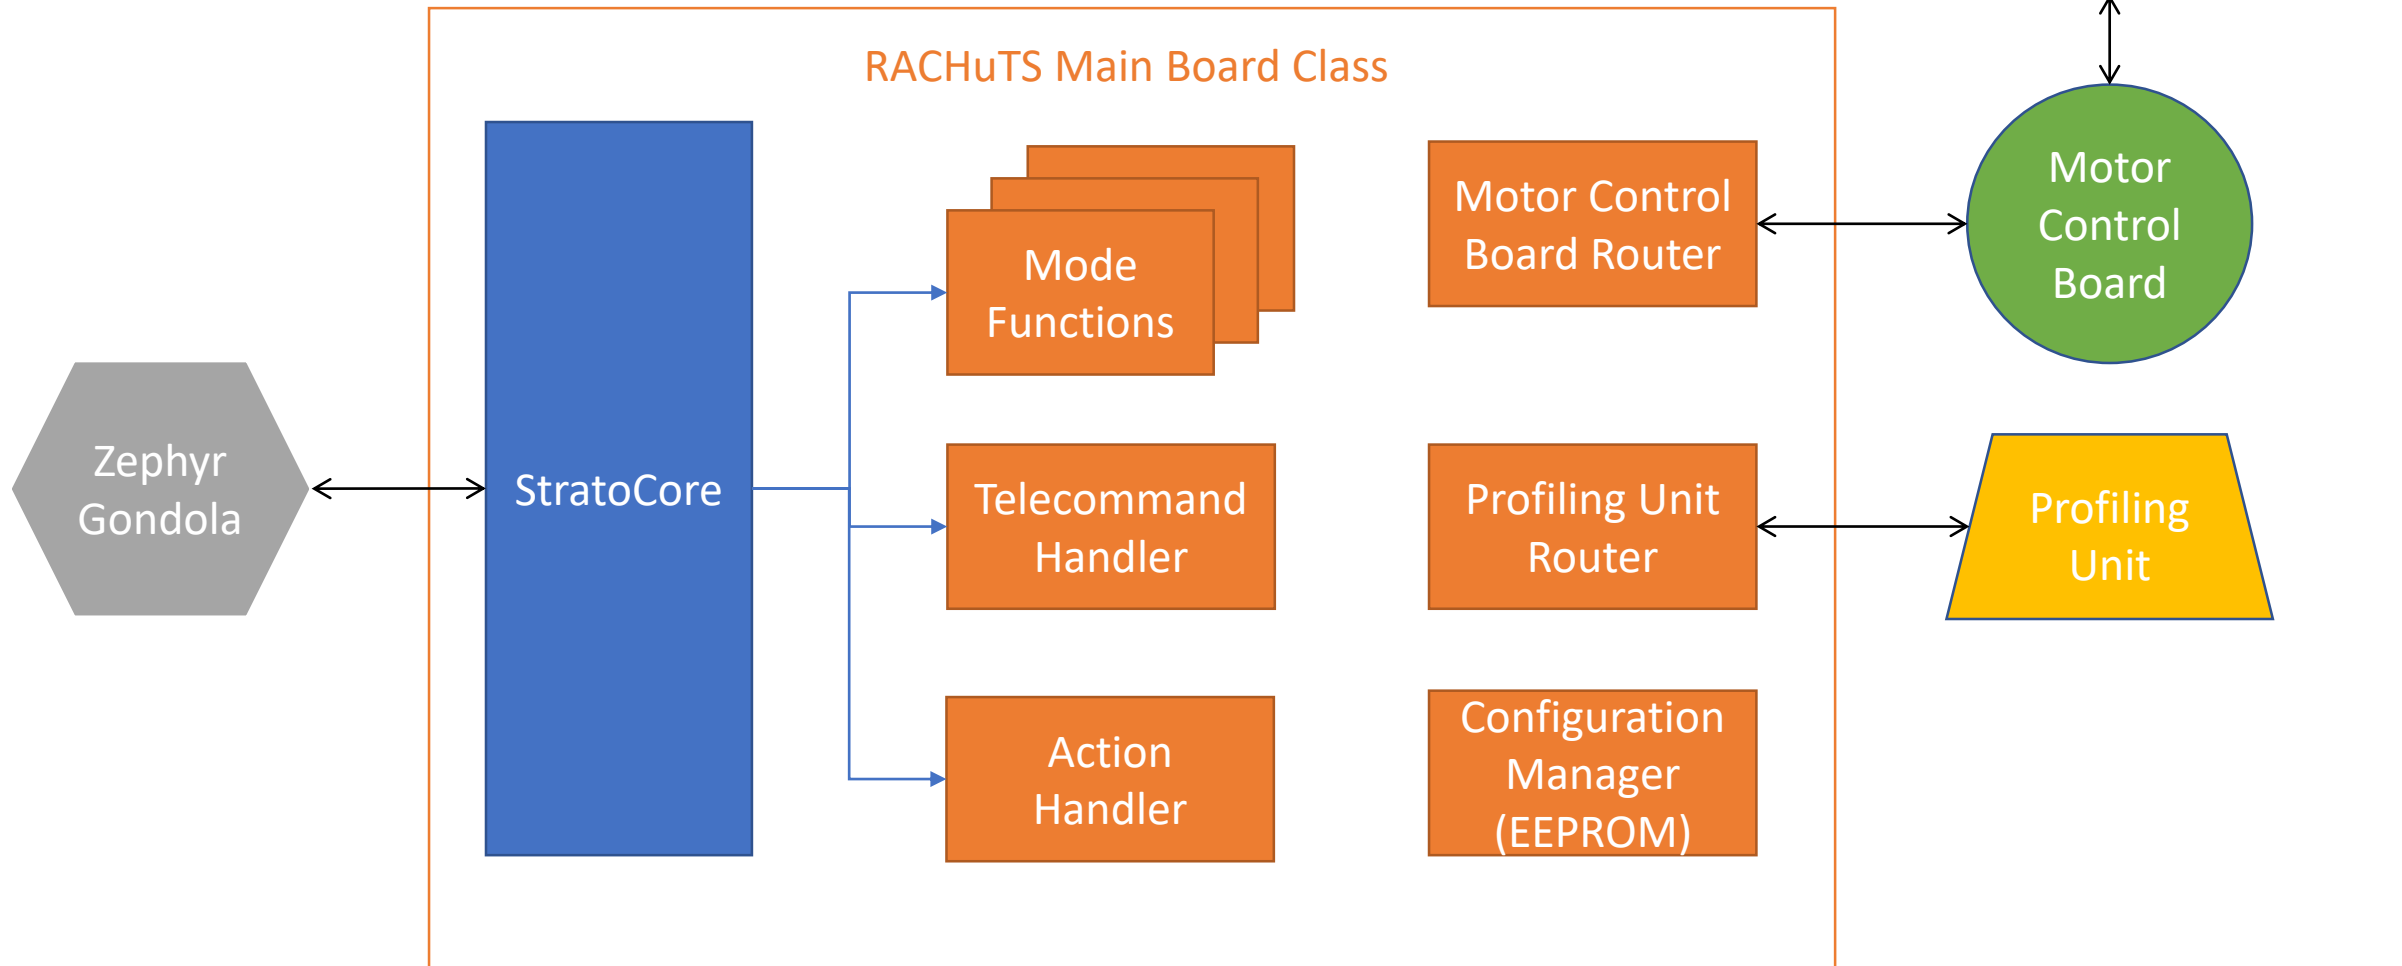 RACHuTS Main Board Class
Zephyr
Gondola
StratoCore
Mode
Functions
Telecommand
Handler
Action
Handler
Motor Control
Board Router
Profiling Unit
Router
Configuration
Manager
(EEPROM)
Motor
Control
Board
Profiling
Unit